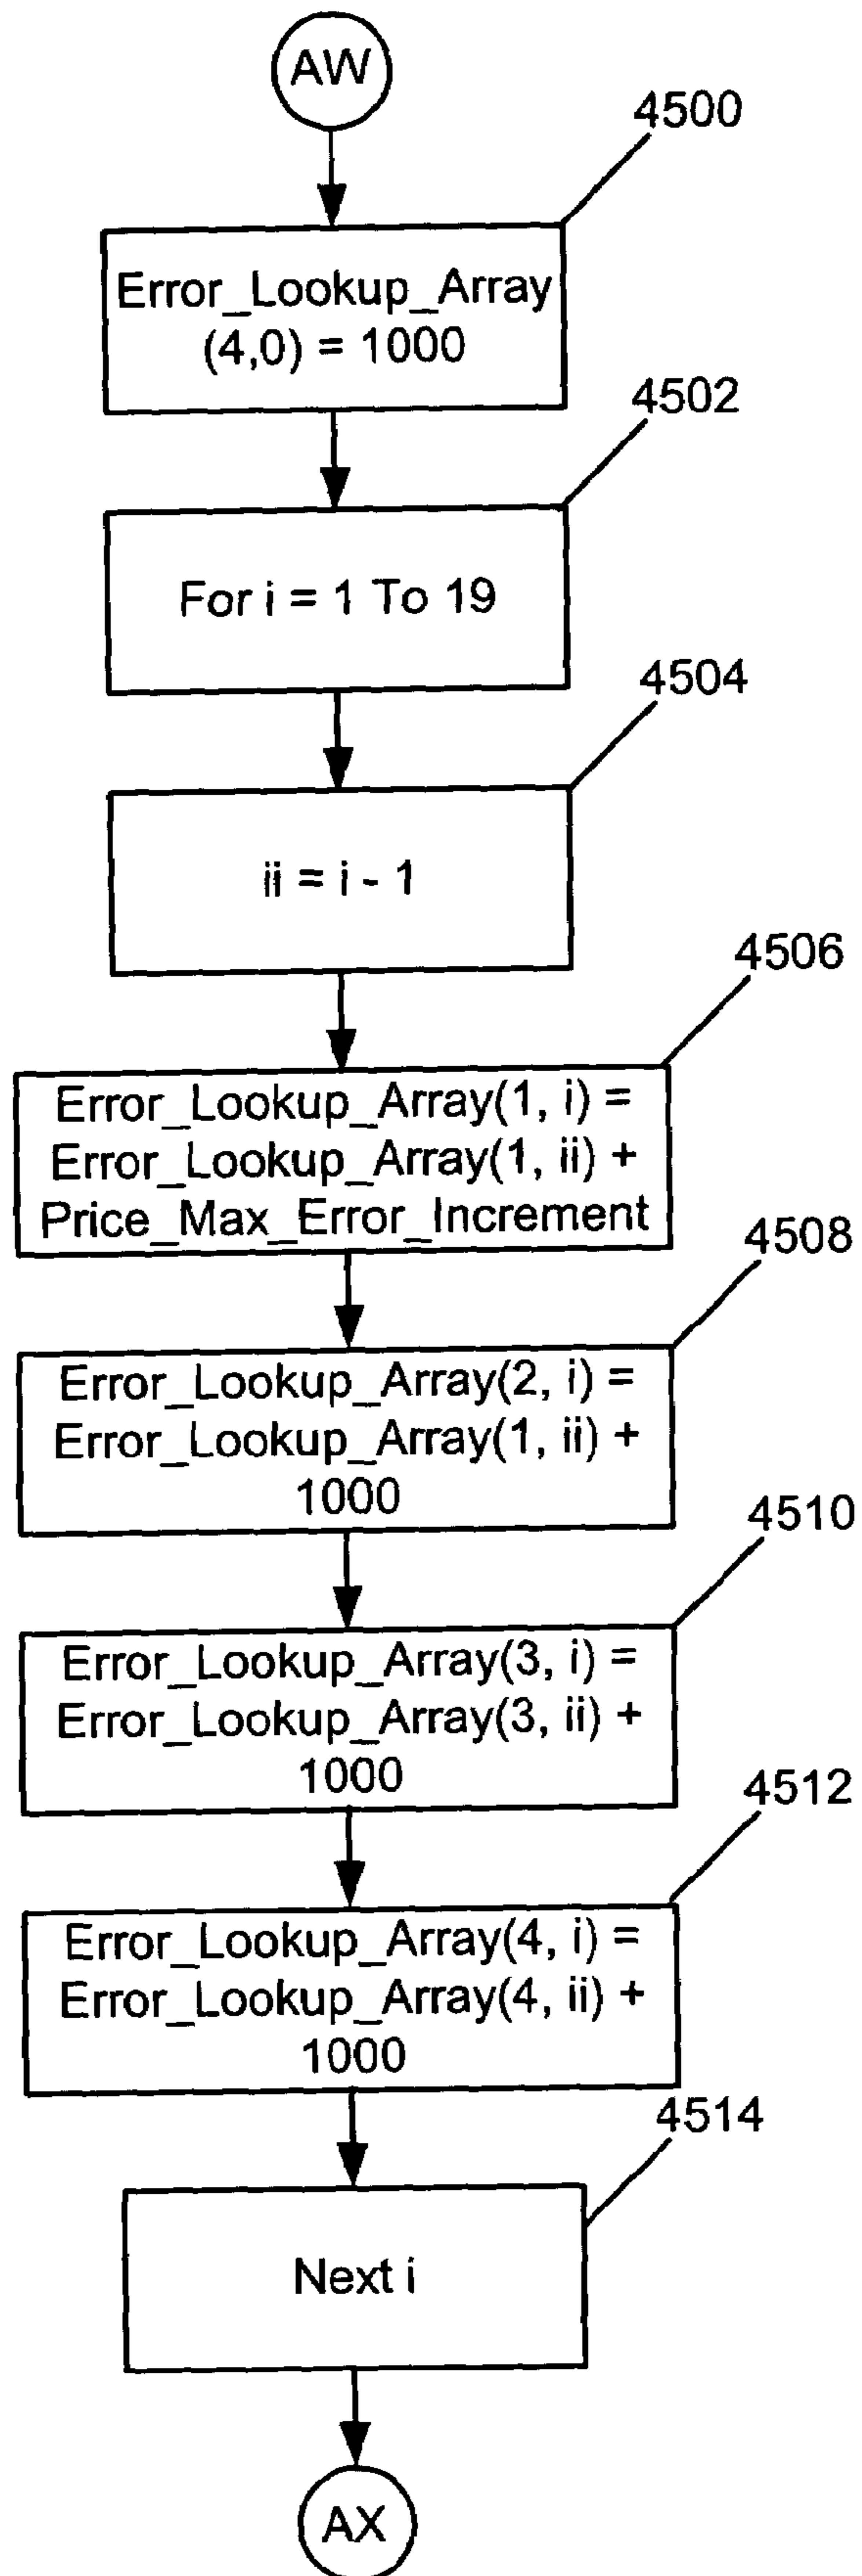 AW
4500
Error_Lookup_Array
(4,0) = 1000
4502
For i = 1 To 19
4504
ii = i - 1
4506
Error_Lookup_Array(1, i) =
Error_Lookup_Array(1, ii) +
Price_Max_Error_Increment
4508
Error_Lookup_Array(2, i) =
Error_Lookup_Array(1, ii) +
1000
4510
Error_Lookup_Array(3, i) =
Error_Lookup_Array(3, ii) +
1000
4512
Error_Lookup_Array(4, i) =
Error_Lookup_Array(4, ii) +
1000
4514
Next i
AX